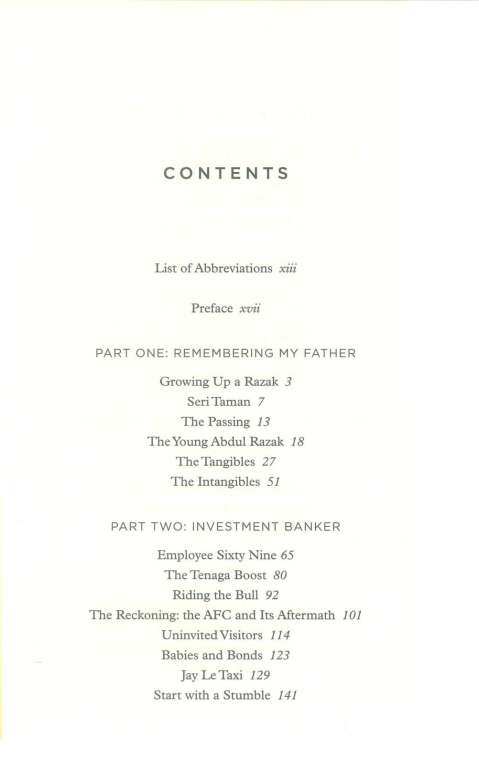 CONTENTS
List of Abbreviations xiii
Preface xvii
PART ONE: REMEMBERING MY FATHER
Growing Up a Razak 3
Seri Taman 7
The Passing 13
The Young Abdul Razak 18
The Tangibles 27
The Intangibles 51
PART TWO: INVESTMENT BANKER
Employee Sixty Nine 65
The Tenaga Boost 80
Riding the Bull 92
The Reckoning: the AFC and Its Aftermath 101
Uninvited Visitors 114
Babies and Bonds 123
Jay Le Taxi 129
Start with a Stumble 141